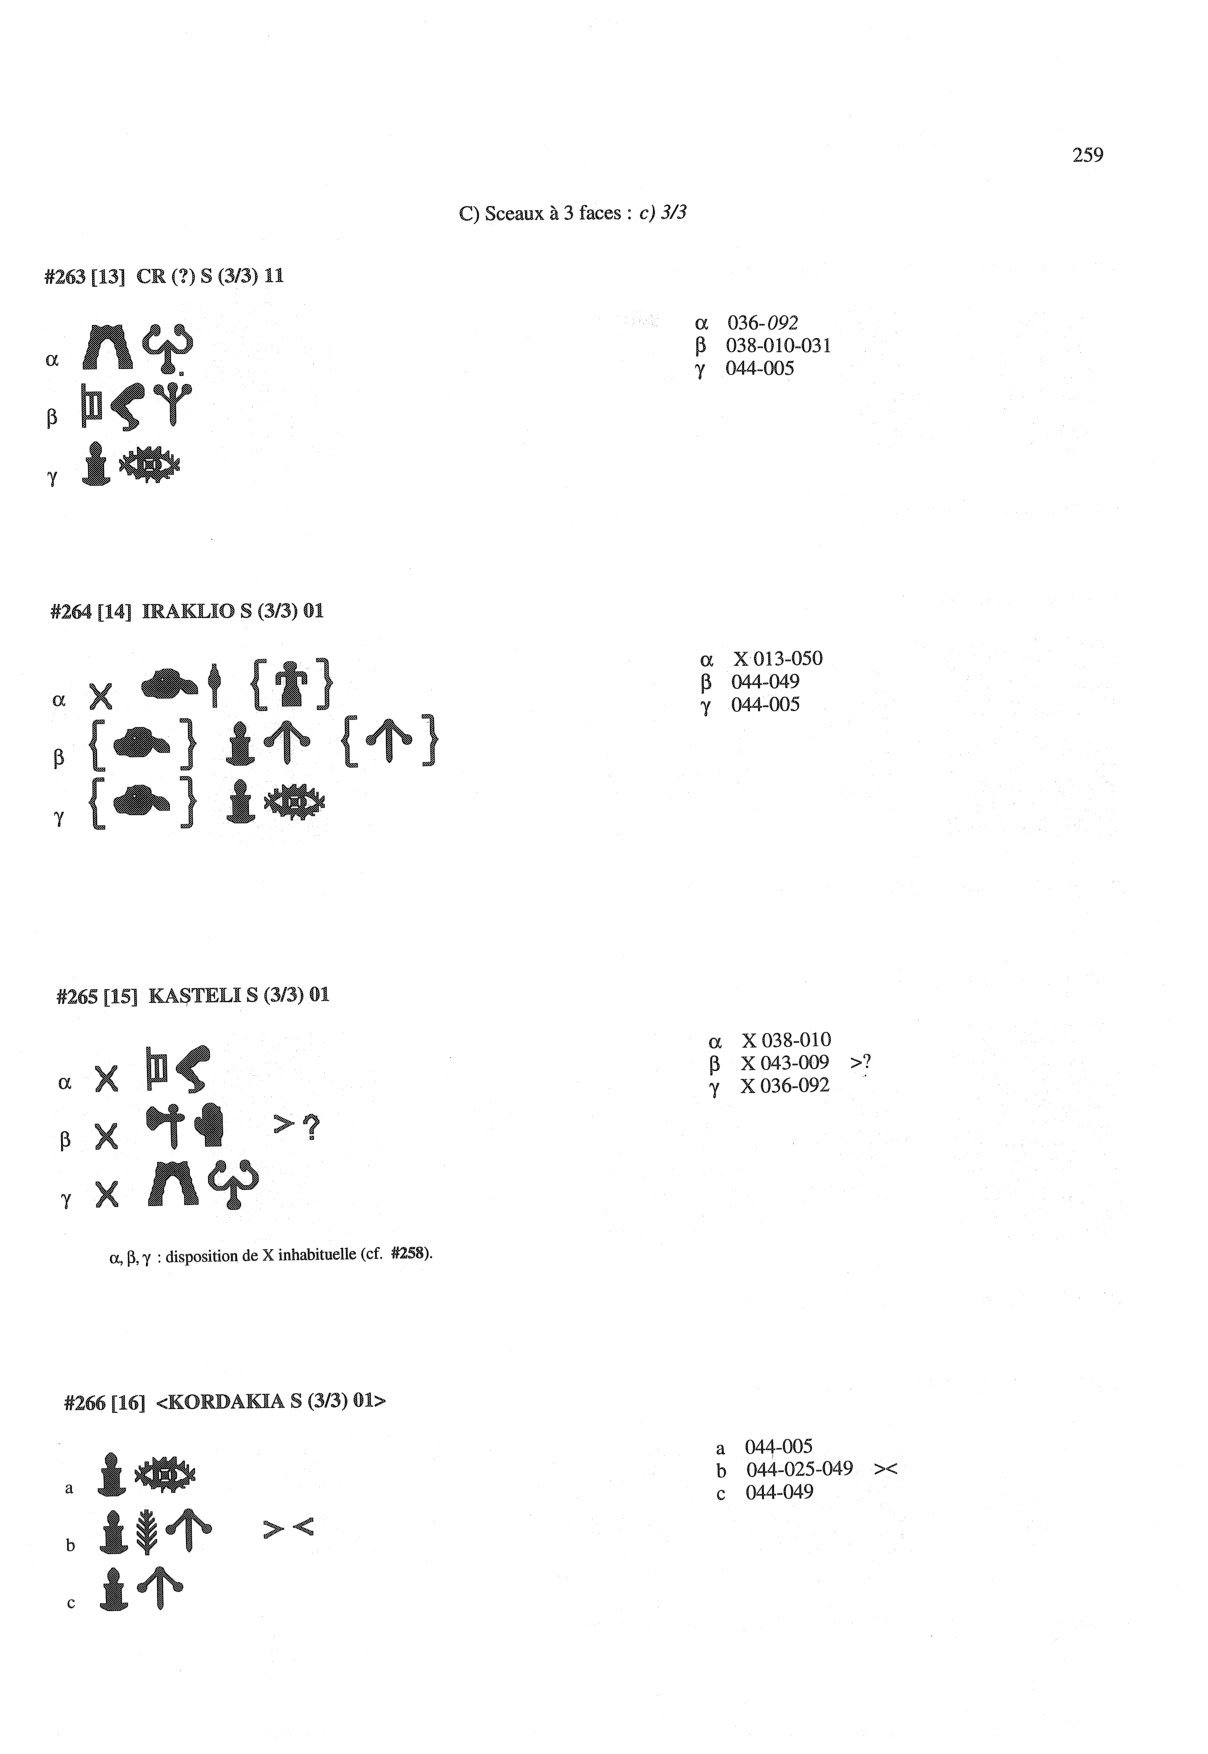 259
C) Sceaux à 3 faces : c) 3/3
#263 [13] CR (?) S (3/3) 11
α α 036-092
β β 038-010-031
γ γ 044-005
#264 [14] IRAKLIO S (3/3) 01
α X { } α X 013-050
β { } { } β 044-049
γ { } γ 044-005
#265 [15] KASTELI S (3/3) 01
α X α X 038-010
β X > ? β X 043-009 >?
γ X γ X 036-092
α, β, γ : disposition de X inhabituelle (cf. #258).
#266 [16] <KORDAKIA S (3/3) 01>
a a 044-005
b > < b 044-025-049 ><
c c 044-049